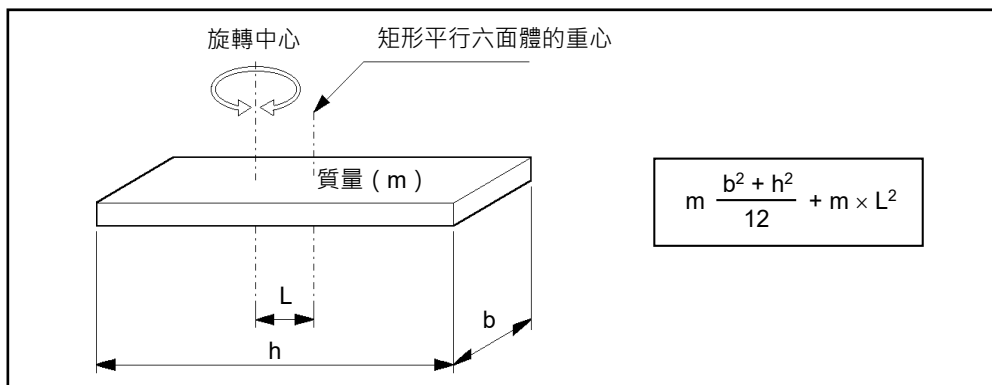 旋轉中心
矩形平行六面體的重心
質量（m）
m (b² + h²)/12 + m × L²
L
b
h